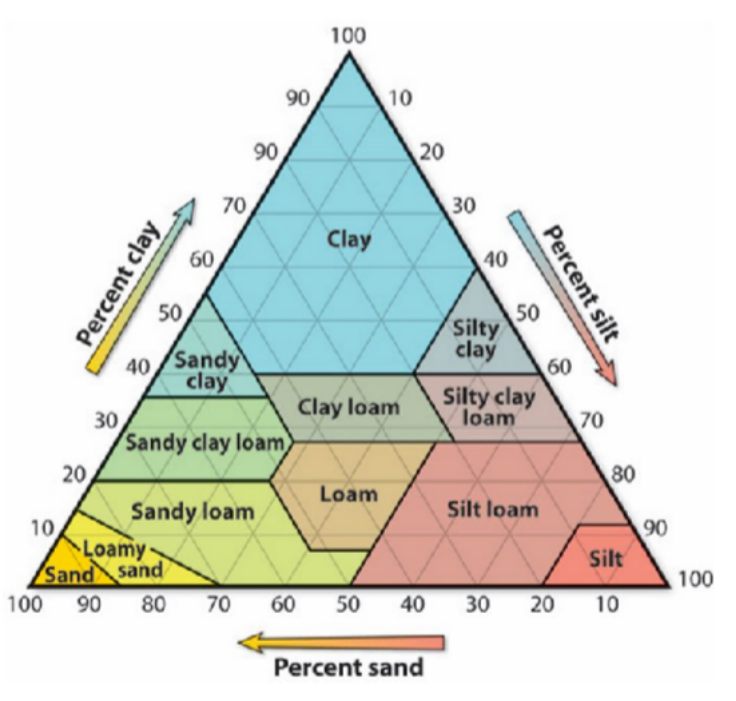 100
90 10
90 20
70 30
Clay
60 40
Percent clay
Percent silt
50 50
Silty
clay
Sandy
clay
40 60
Clay loam
Silty clay
loam
30 70
Sandy clay loam
20 80
Loam
Sandy loam
Silt loam
10 90
Loamy
sand
Silt
Sand
100
100 90 80 70 60 50 40 30 20 10
Percent sand